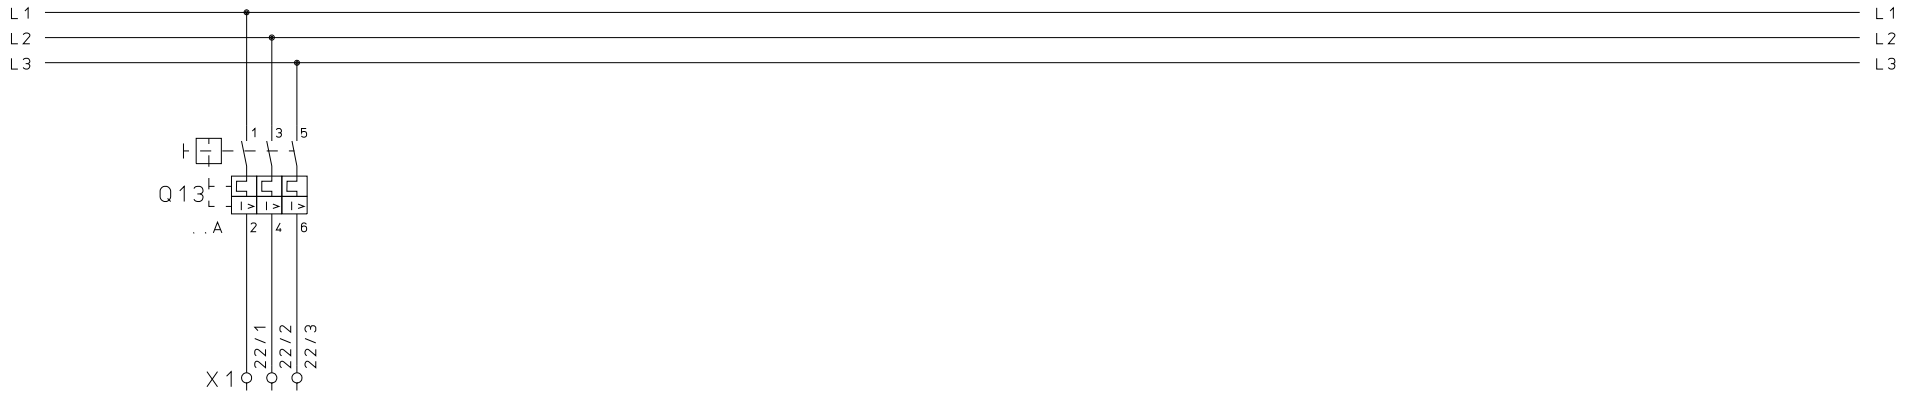 L1 L1
L2 L2
L3 L3
1 3 5
Q13
I> I> I>
..A 2 4 6
22/1 22/2 22/3
X1